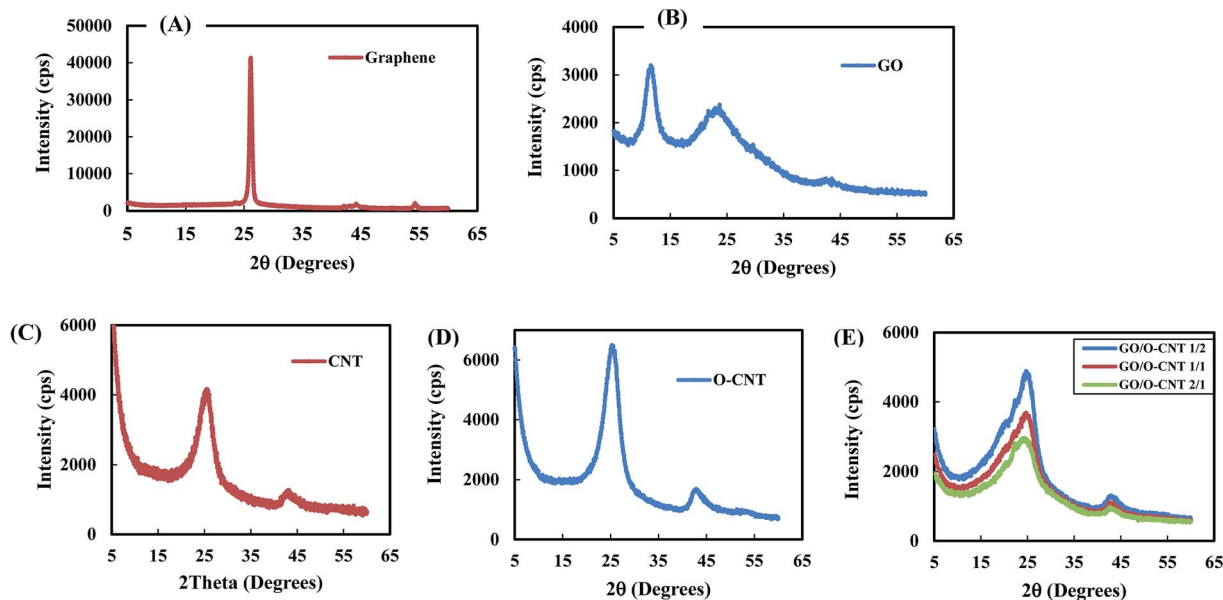 (A)
Intensity (cps)
50000
40000
30000
20000
10000
0
5 15 25 35 45 55 65
2θ (Degrees)
Graphene
(B)
Intensity (cps)
4000
3000
2000
1000
0
5 15 25 35 45 55 65
2θ (Degrees)
GO
(C)
Intensity (cps)
6000
4000
2000
0
5 15 25 35 45 55 65
2Theta (Degrees)
CNT
(D)
Intensity (cps)
6000
4000
2000
0
5 15 25 35 45 55 65
2θ (Degrees)
O-CNT
(E)
Intensity (cps)
6000
4000
2000
0
5 15 25 35 45 55 65
2θ (Degrees)
GO/O-CNT 1/2
GO/O-CNT 1/1
GO/O-CNT 2/1